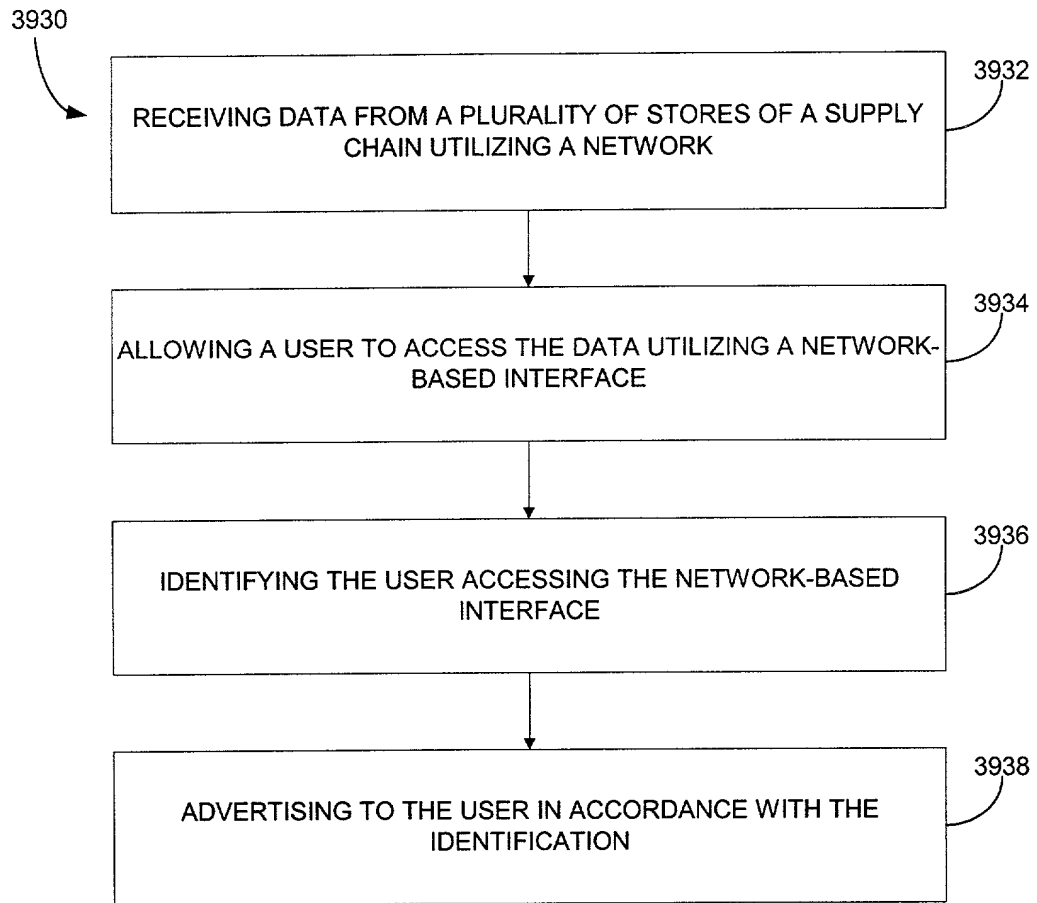 3930
3932
RECEIVING DATA FROM A PLURALITY OF STORES OF A SUPPLY
CHAIN UTILIZING A NETWORK
3934
ALLOWING A USER TO ACCESS THE DATA UTILIZING A NETWORK-
BASED INTERFACE
3936
IDENTIFYING THE USER ACCESSING THE NETWORK-BASED
INTERFACE
3938
ADVERTISING TO THE USER IN ACCORDANCE WITH THE
IDENTIFICATION